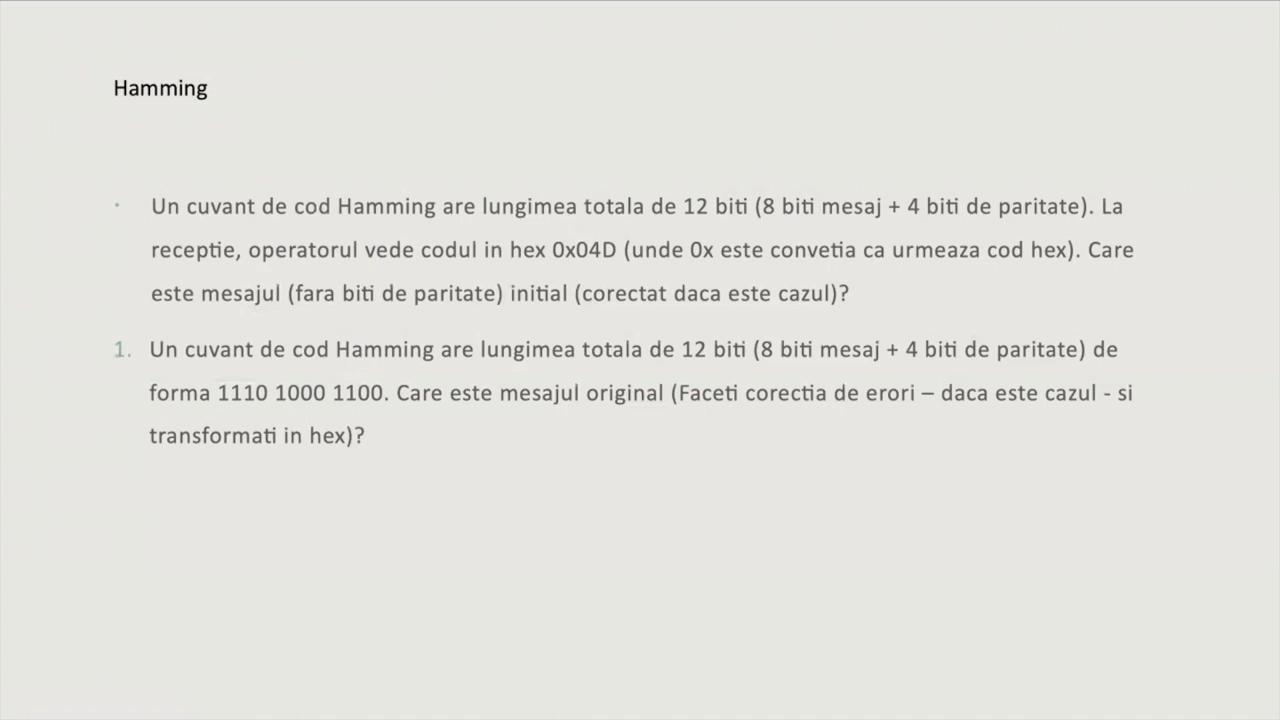 Hamming
· Un cuvant de cod Hamming are lungimea totala de 12 biti (8 biti mesaj + 4 biti de paritate). La
receptie, operatorul vede codul in hex 0x04D (unde 0x este convetia ca urmeaza cod hex). Care
este mesajul (fara biti de paritate) initial (corectat daca este cazul)?
1. Un cuvant de cod Hamming are lungimea totala de 12 biti (8 biti mesaj + 4 biti de paritate) de
forma 1110 1000 1100. Care este mesajul original (Faceti corectia de erori – daca este cazul - si
transformati in hex)?